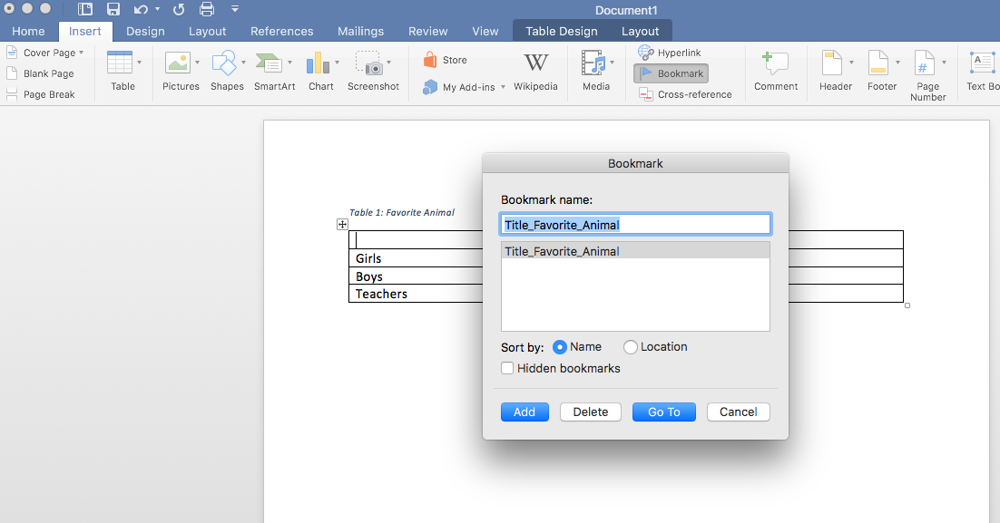 Document1
Home Insert Design Layout References Mailings Review View Table Design Layout
Cover Page
Blank Page
Page Break
Table
Pictures
Shapes
SmartArt
Chart
Screenshot
Store
My Add-ins
W
Wikipedia
Media
Hyperlink
Bookmark
Cross-reference
Comment
Header
Footer
#
Page
Number
A
Text Bo
Table 1: Favorite Animal
Girls
Boys
Teachers
Bookmark
Bookmark name:
Title_Favorite_Animal
Title_Favorite_Animal
Sort by: Name Location
Hidden bookmarks
Add Delete Go To Cancel